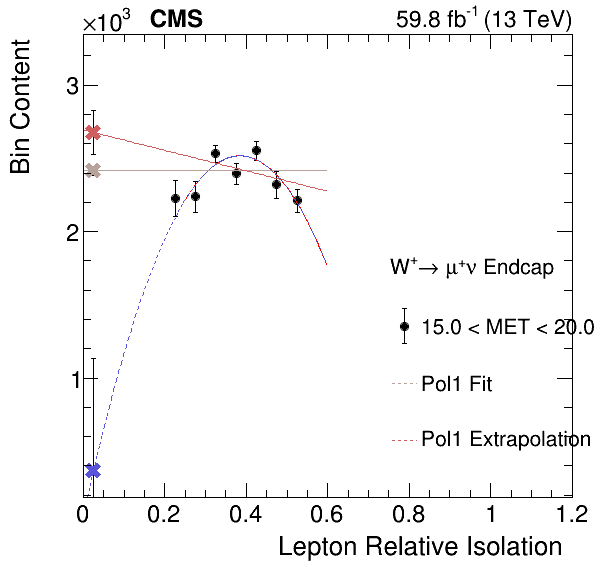 ×10³ CMS 59.8 fb⁻¹ (13 TeV)
Bin Content
3
2
1
W⁺→ μ⁺ν Endcap
15.0 < MET < 20.0
Pol1 Fit
Pol1 Extrapolation
0 0.2 0.4 0.6 0.8 1 1.2
Lepton Relative Isolation